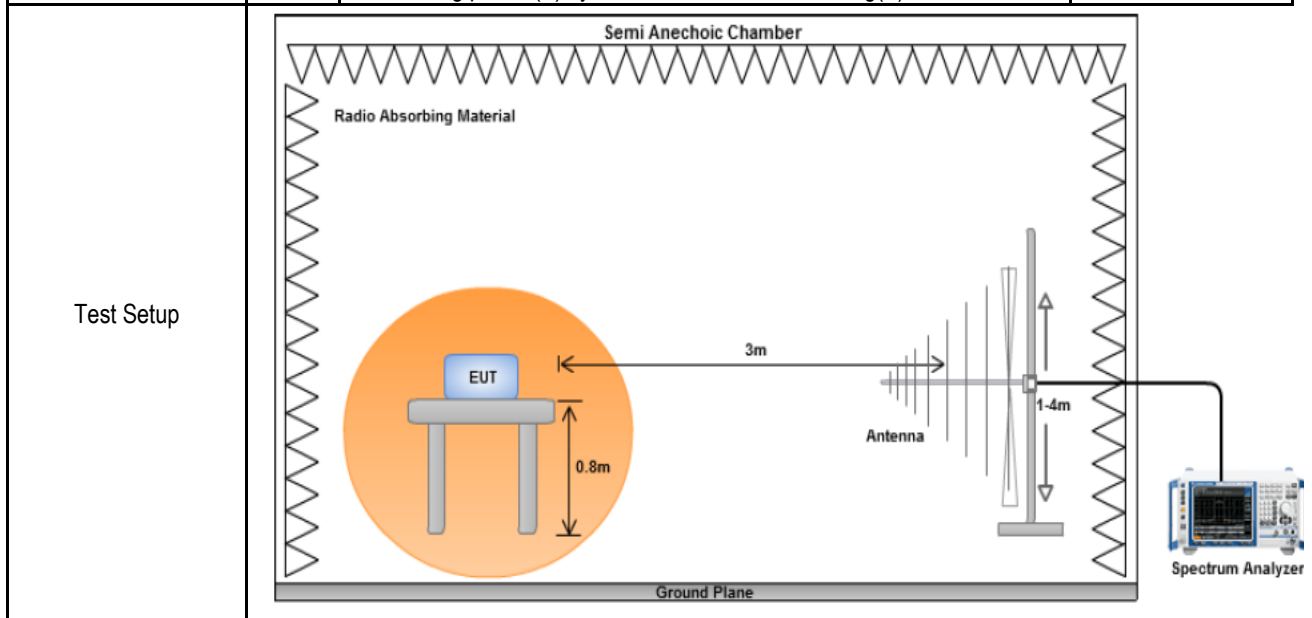 Semi Anechoic Chamber
Radio Absorbing Material
Test Setup
3m
EUT
1-4m
Antenna
0.8m
Spectrum Analyzer
Ground Plane